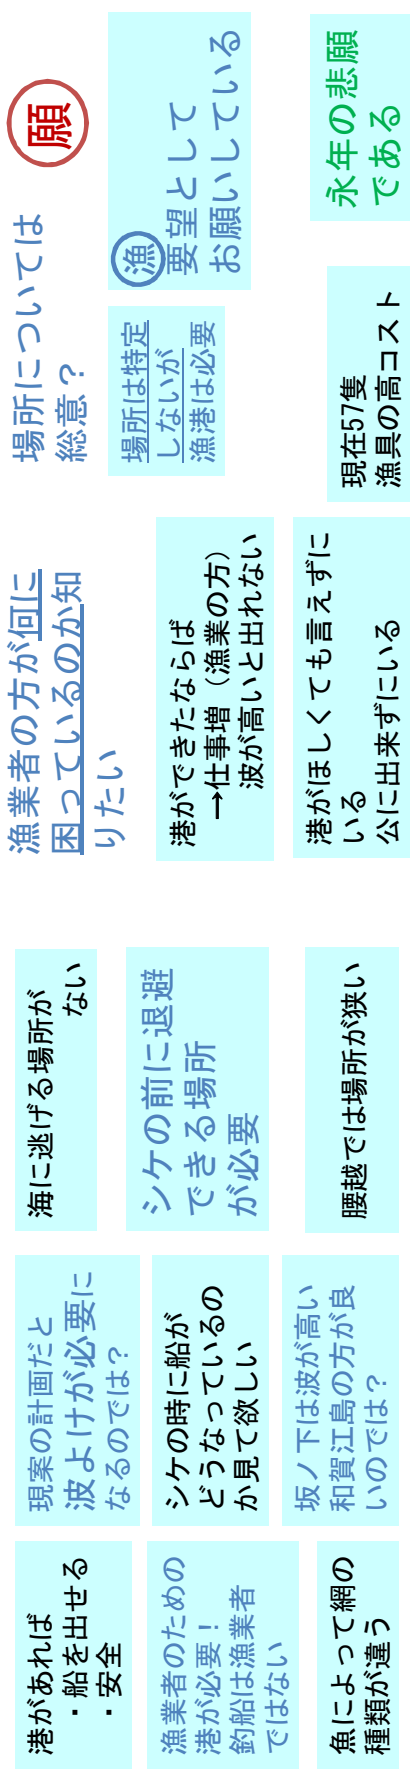 港があれば
・船を出せる
・安全
漁業者のための
港が必要！
釣船は漁業者
ではない
魚によって網の
種類が違う
現案の計画だと
波よけが必要に
なるのでは？
シケの時に船が
どうなっているの
か見て欲しい
坂ノ下は波が高い
和賀江島の方が良
いのでは？
海に逃げる場所が
ない
シケの前に退避
できる場所
が必要
腰越では場所が狭い
漁業者の方が何に
困っているのか知
りたい
港ができたならば
→仕事増（漁業の方）
波が高いと出れない
港がほしくても言えずに
いる
公に出来ずにいる
場所については
総意？
願
場所は特定
しないが
漁港は必要
漁
要望として
お願いしている
現在57隻
漁具の高コスト
永年の悲願
である